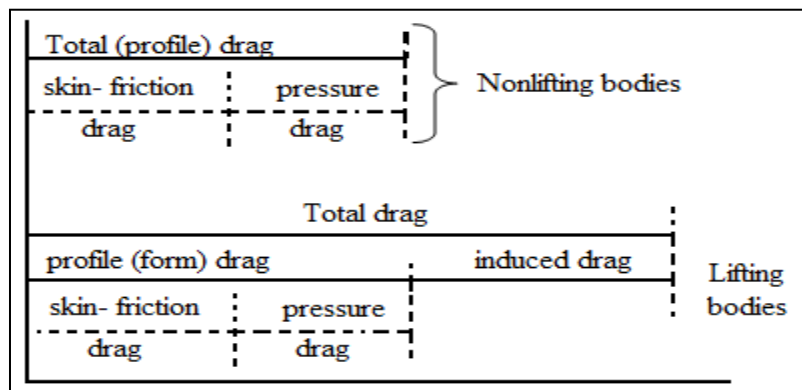 Total (profile) drag
skin- friction pressure
drag drag
Nonlifting bodies
Total drag
profile (form) drag induced drag
skin- friction pressure
drag drag
Lifting
bodies